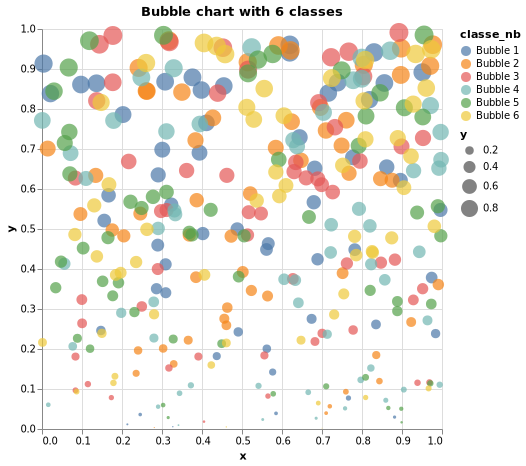 Bubble chart with 6 classes
1.0
0.9
0.8
0.7
0.6
0.5
0.4
0.3
0.2
0.1
0.0
y
0.0 0.1 0.2 0.3 0.4 0.5 0.6 0.7 0.8 0.9 1.0
x
classe_nb
Bubble 1
Bubble 2
Bubble 3
Bubble 4
Bubble 5
Bubble 6
y
0.2
0.4
0.6
0.8